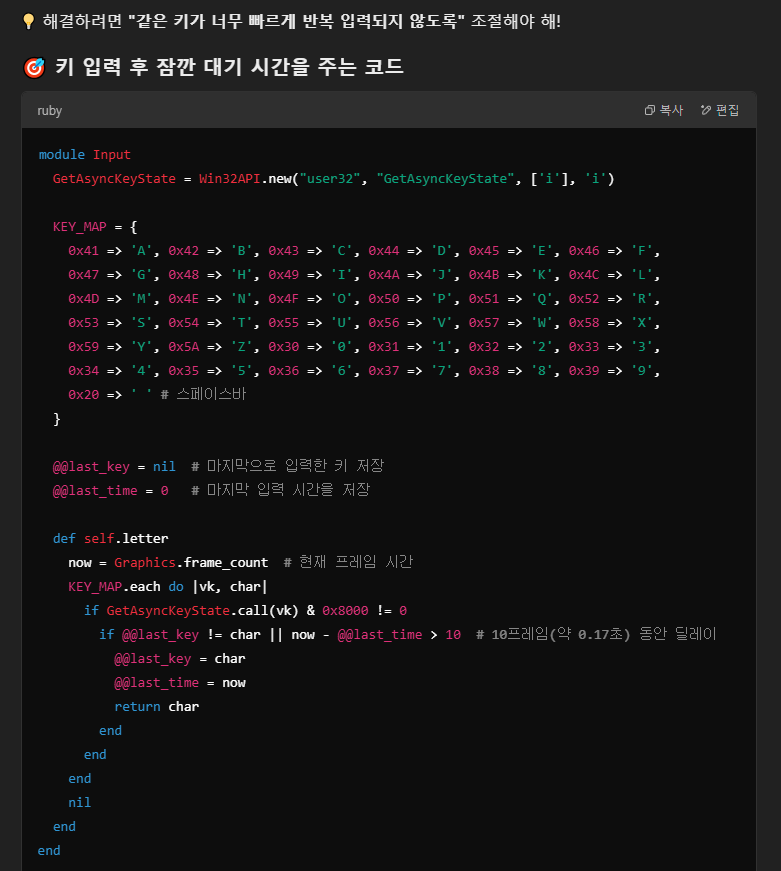 💡 해결하려면 "같은 키가 너무 빠르게 반복 입력되지 않도록" 조절해야 해!
🎯 키 입력 후 잠깐 대기 시간을 주는 코드
ruby 복사 편집
module Input
  GetAsyncKeyState = Win32API.new("user32", "GetAsyncKeyState", ['i'], 'i')

  KEY_MAP = {
    0x41 => 'A', 0x42 => 'B', 0x43 => 'C', 0x44 => 'D', 0x45 => 'E', 0x46 => 'F',
    0x47 => 'G', 0x48 => 'H', 0x49 => 'I', 0x4A => 'J', 0x4B => 'K', 0x4C => 'L',
    0x4D => 'M', 0x4E => 'N', 0x4F => 'O', 0x50 => 'P', 0x51 => 'Q', 0x52 => 'R',
    0x53 => 'S', 0x54 => 'T', 0x55 => 'U', 0x56 => 'V', 0x57 => 'W', 0x58 => 'X',
    0x59 => 'Y', 0x5A => 'Z', 0x30 => '0', 0x31 => '1', 0x32 => '2', 0x33 => '3',
    0x34 => '4', 0x35 => '5', 0x36 => '6', 0x37 => '7', 0x38 => '8', 0x39 => '9',
    0x20 => ' ' # 스페이스바
  }

  @@last_key = nil  # 마지막으로 입력한 키 저장
  @@last_time = 0   # 마지막 입력 시간을 저장

  def self.letter
    now = Graphics.frame_count  # 현재 프레임 시간
    KEY_MAP.each do |vk, char|
      if GetAsyncKeyState.call(vk) & 0x8000 != 0
        if @@last_key != char || now - @@last_time > 10  # 10프레임(약 0.17초) 동안 딜레이
          @@last_key = char
          @@last_time = now
          return char
        end
      end
    end
    nil
  end
end